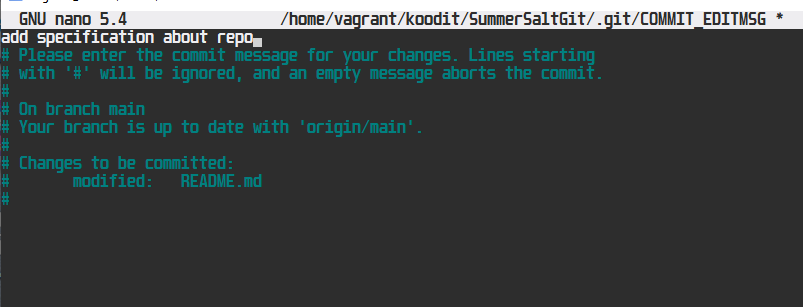 GNU nano 5.4 /home/vagrant/koodit/SummerSaltGit/.git/COMMIT_EDITMSG *
add specification about repo
# Please enter the commit message for your changes. Lines starting
# with '#' will be ignored, and an empty message aborts the commit.
#
# On branch main
# Your branch is up to date with 'origin/main'.
#
# Changes to be committed:
#       modified:   README.md
#